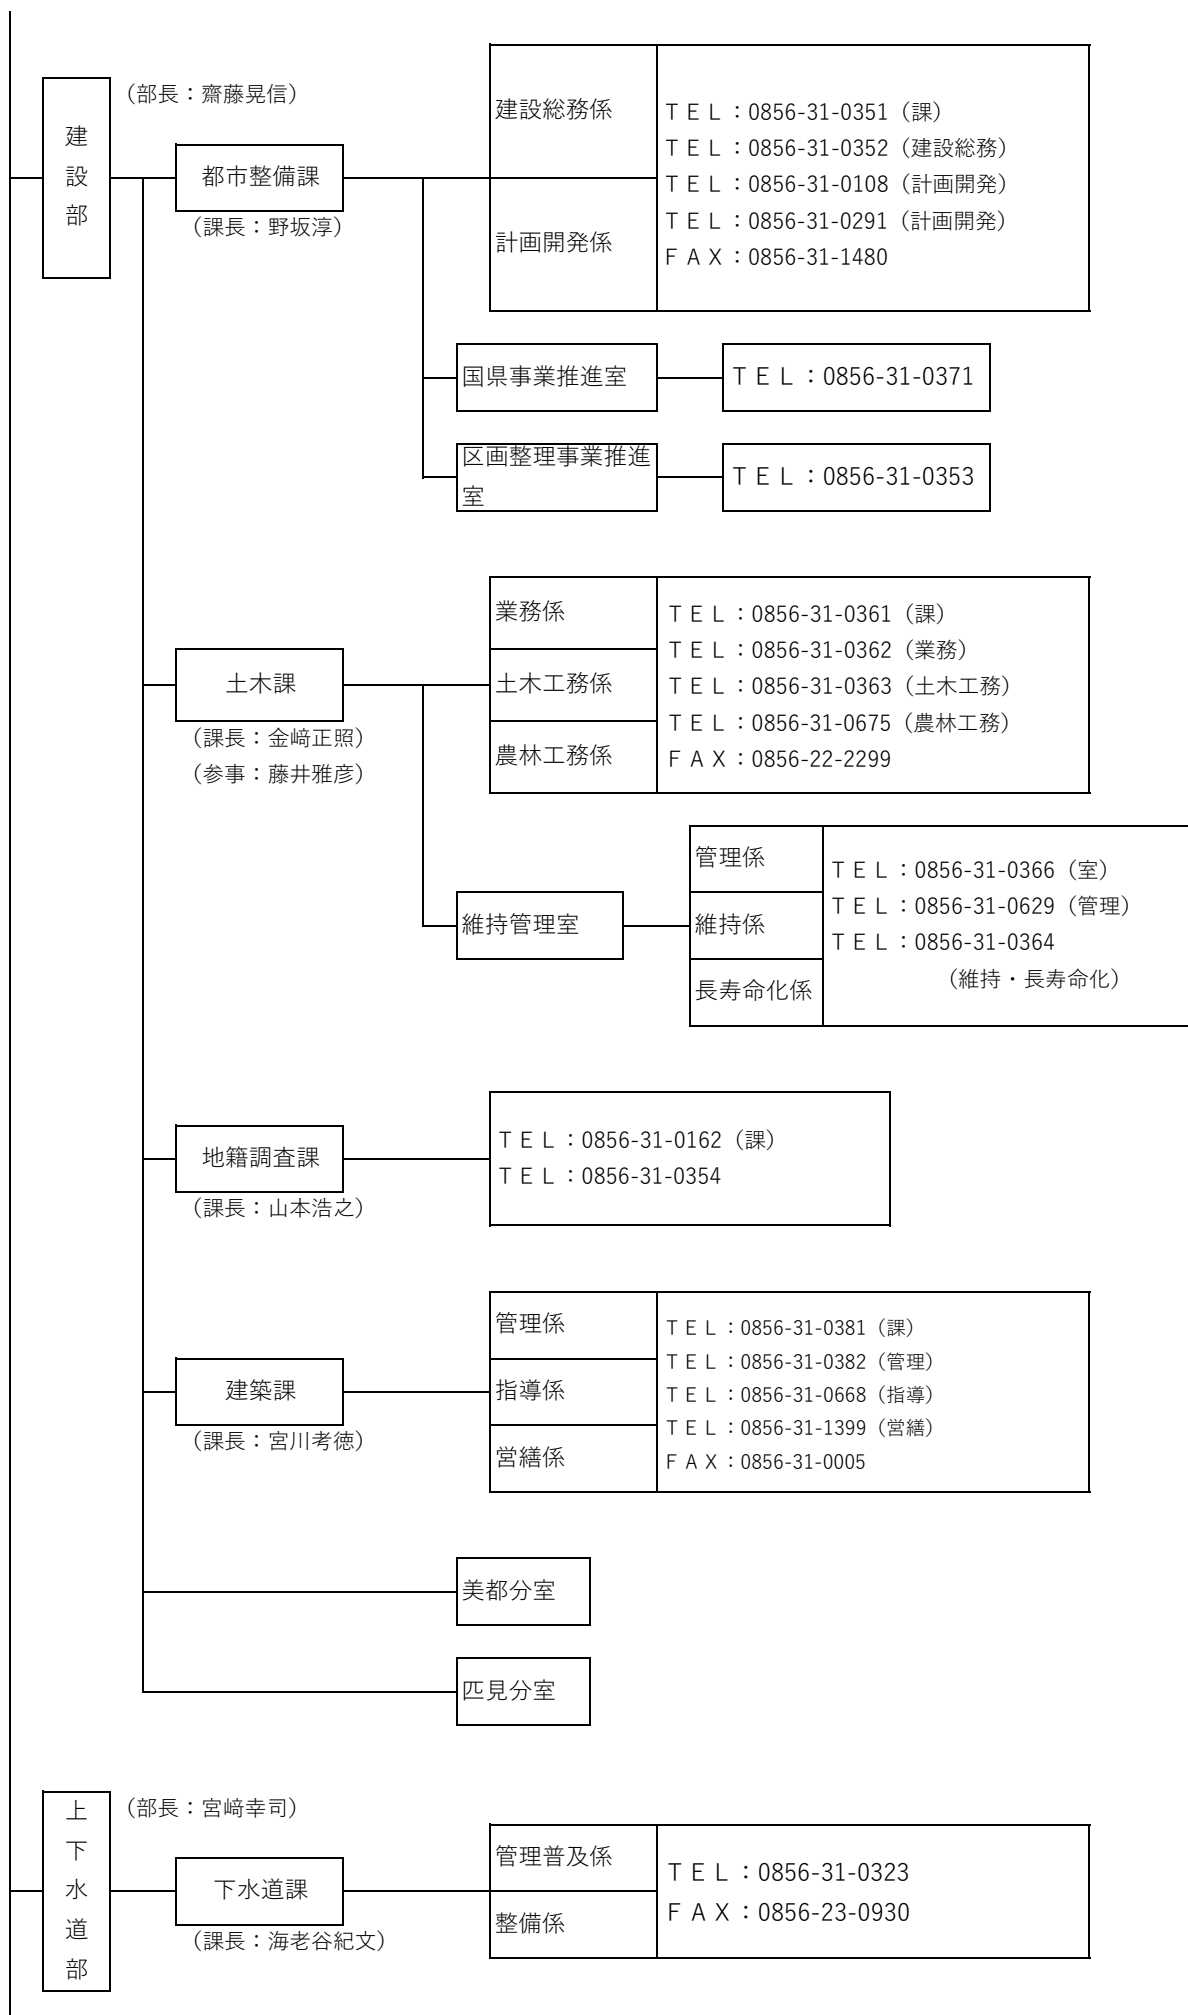 建設部
（部長：齋藤晃信）
都市整備課
（課長：野坂淳）
建設総務係
計画開発係
ＴＥＬ：0856-31-0351（課）
ＴＥＬ：0856-31-0352（建設総務）
ＴＥＬ：0856-31-0108（計画開発）
ＴＥＬ：0856-31-0291（計画開発）
ＦＡＸ：0856-31-1480
国県事業推進室
ＴＥＬ：0856-31-0371
区画整理事業推進
室
ＴＥＬ：0856-31-0353
土木課
（課長：金﨑正照）
（参事：藤井雅彦）
業務係
土木工務係
農林工務係
ＴＥＬ：0856-31-0361（課）
ＴＥＬ：0856-31-0362（業務）
ＴＥＬ：0856-31-0363（土木工務）
ＴＥＬ：0856-31-0675（農林工務）
ＦＡＸ：0856-22-2299
維持管理室
管理係
維持係
長寿命化係
ＴＥＬ：0856-31-0366（室）
ＴＥＬ：0856-31-0629（管理）
ＴＥＬ：0856-31-0364
（維持・長寿命化）
地籍調査課
（課長：山本浩之）
ＴＥＬ：0856-31-0162（課）
ＴＥＬ：0856-31-0354
建築課
（課長：宮川考徳）
管理係
指導係
営繕係
ＴＥＬ：0856-31-0381（課）
ＴＥＬ：0856-31-0382（管理）
ＴＥＬ：0856-31-0668（指導）
ＴＥＬ：0856-31-1399（営繕）
ＦＡＸ：0856-31-0005
美都分室
匹見分室
上下水道部
（部長：宮﨑幸司）
下水道課
（課長：海老谷紀文）
管理普及係
整備係
ＴＥＬ：0856-31-0323
ＦＡＸ：0856-23-0930